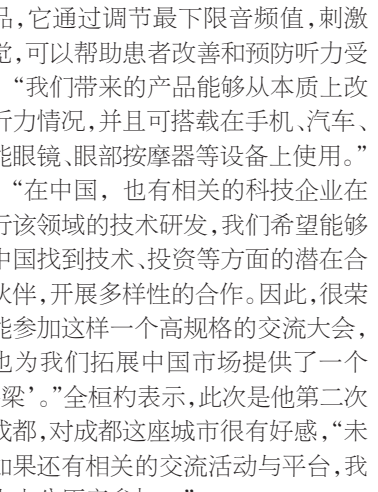 品，它通过调节最下限音频值，刺激
觉，可以帮助患者改善和预防听力受
“我们带来的产品能够从本质上改
听力情况，并且可搭载在手机、汽车、
能眼镜、眼部按摩器等设备上使用。”
“在中国，也有相关的科技企业在
行该领域的技术研发，我们希望能够
中国找到技术、投资等方面的潜在合
伙伴，开展多样性的合作。因此，很荣
能参加这样一个高规格的交流大会，
也为我们拓展中国市场提供了一个
梁’。”全桓杓表示，此次是他第二次
成都，对成都这座城市很有好感，“未
如果还有相关的交流活动与平台，我